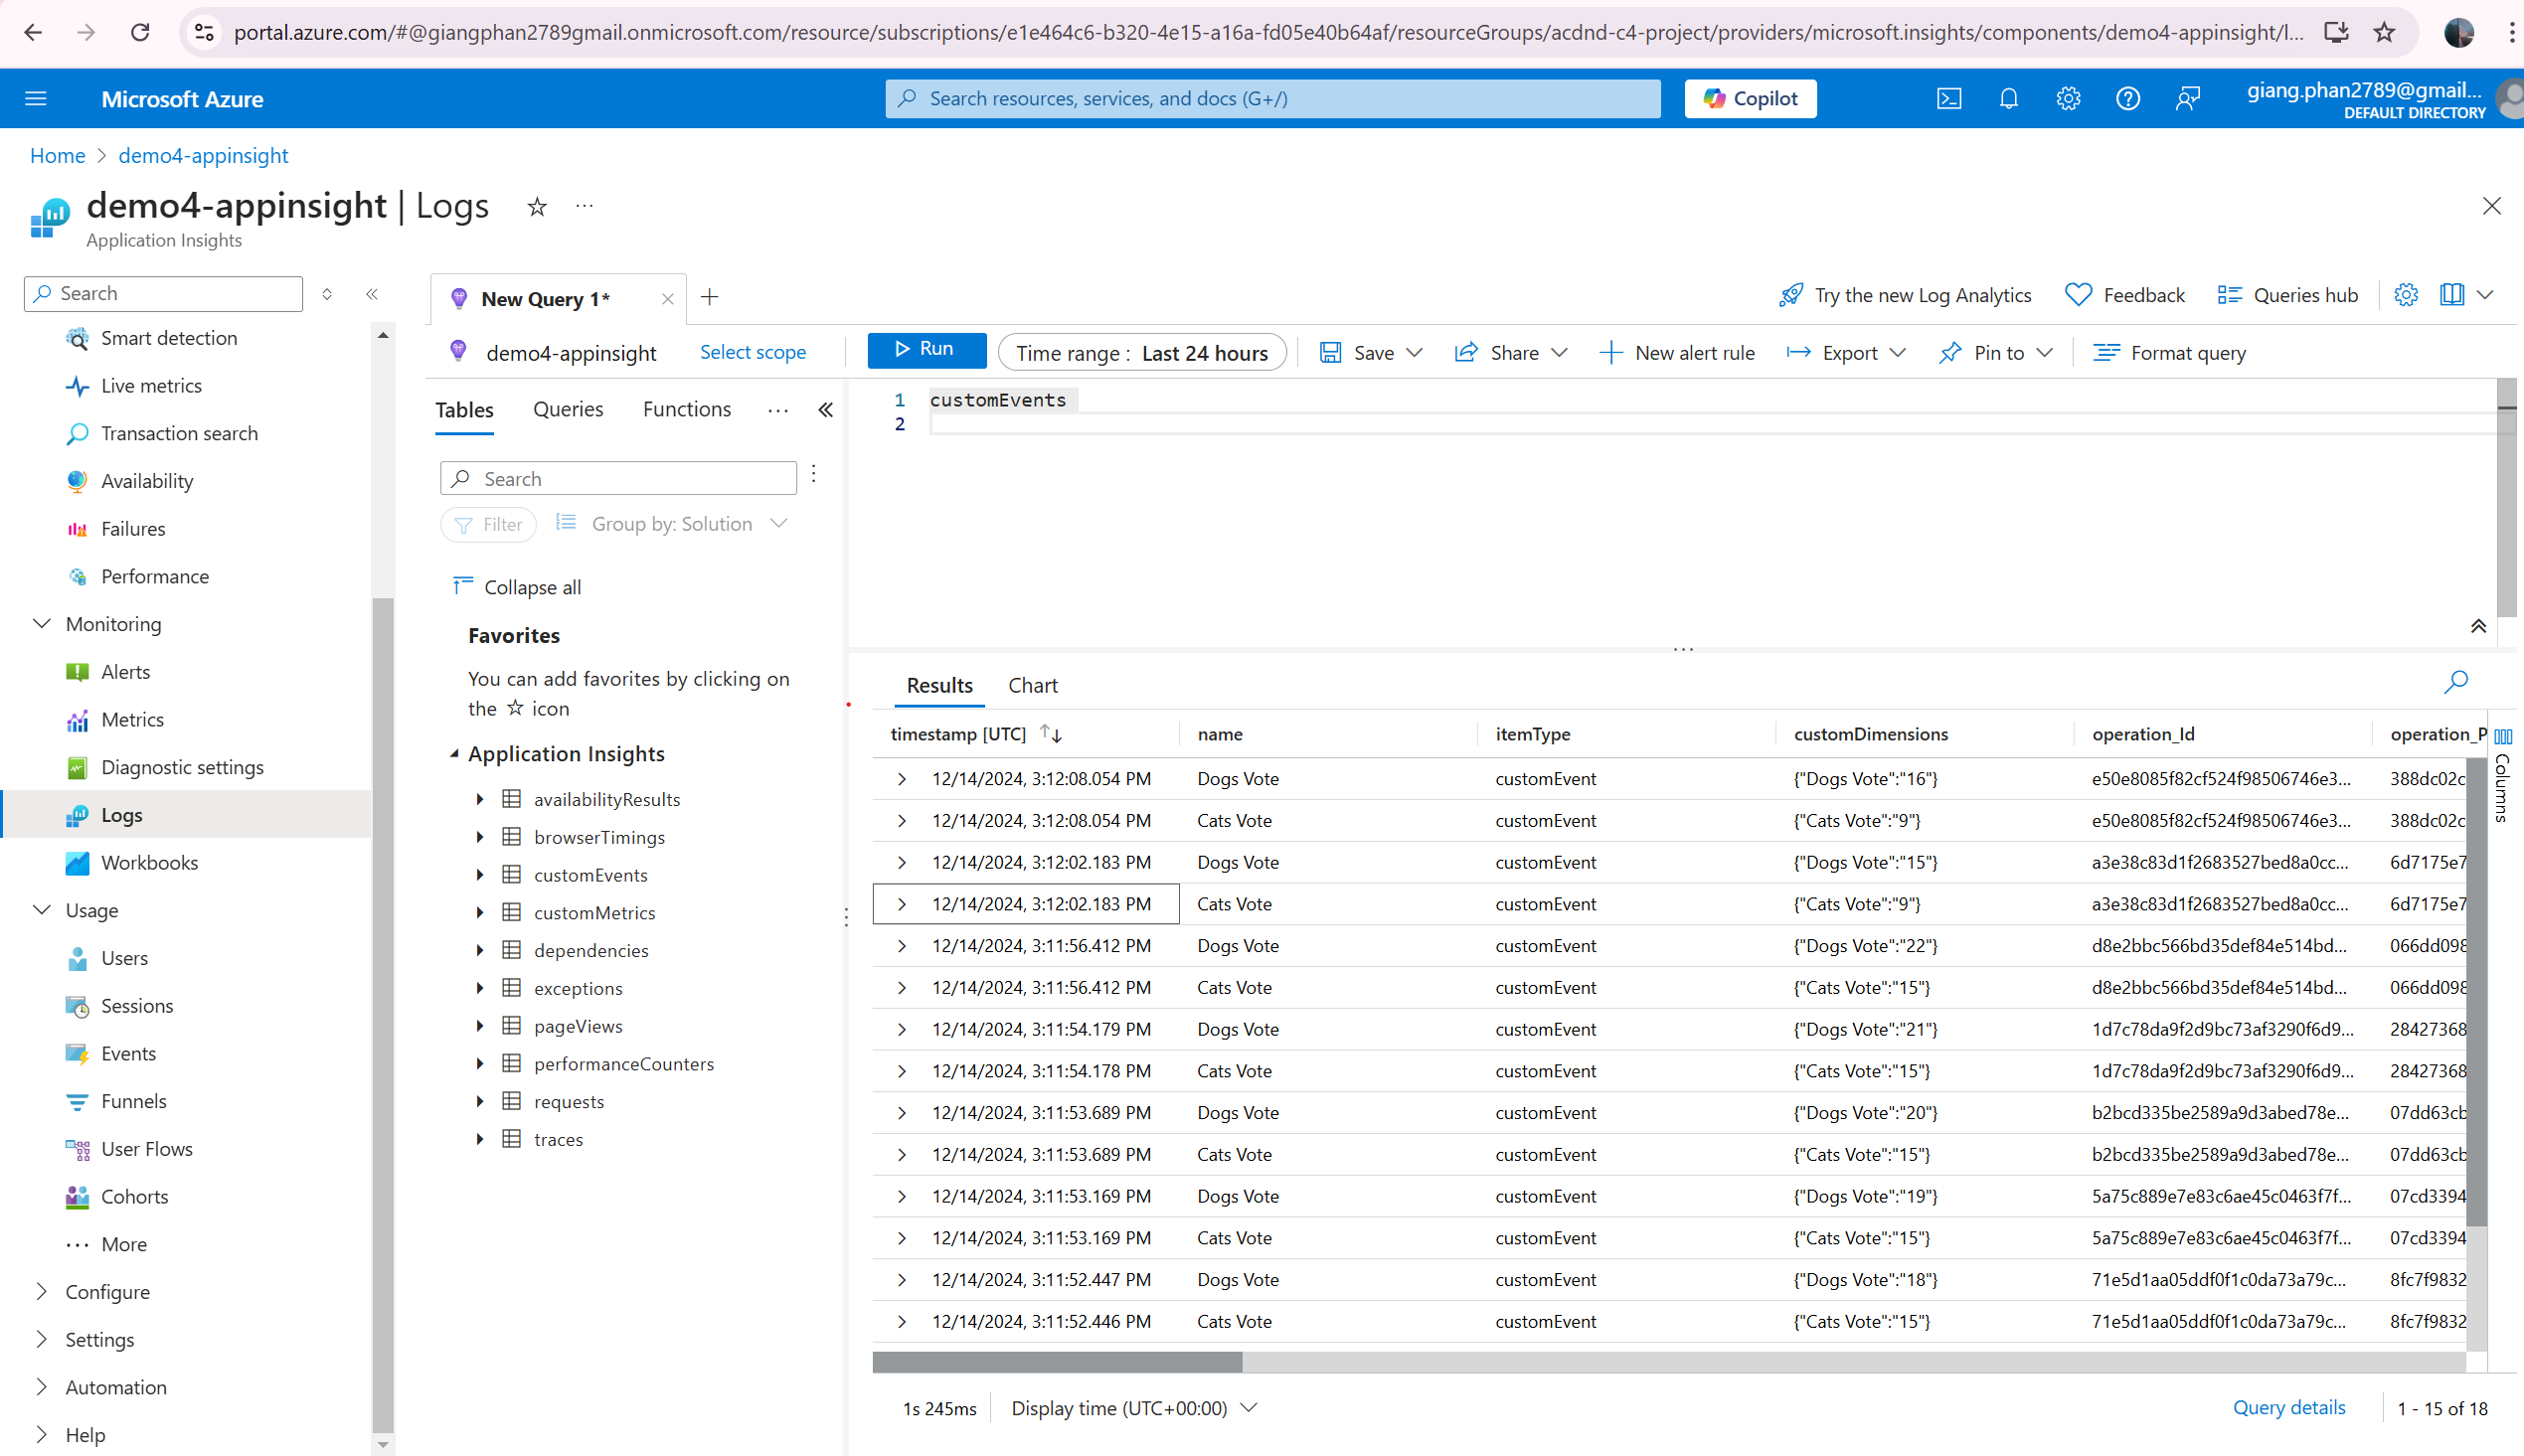 portal.azure.com/#@giangphan2789gmail.onmicrosoft.com/resource/subscriptions/e1e464c6-b320-4e15-a16a-fd05e40b64af/resourceGroups/acdnd-c4-project/providers/microsoft.insights/components/demo4-appinsight/l...
Microsoft Azure
Search resources, services, and docs (G+/)
Copilot
giang.phan2789@gmail...
DEFAULT DIRECTORY
Home > demo4-appinsight
demo4-appinsight | Logs
Application Insights
Search
Smart detection
Live metrics
Transaction search
Availability
Failures
Performance
Monitoring
Alerts
Metrics
Diagnostic settings
Logs
Workbooks
Usage
Users
Sessions
Events
Funnels
User Flows
Cohorts
More
Configure
Settings
Automation
Help
New Query 1*
Try the new Log Analytics
Feedback
Queries hub
demo4-appinsight
Select scope
Run
Time range : Last 24 hours
Save
Share
New alert rule
Export
Pin to
Format query
Tables Queries Functions
Search
Filter
Group by: Solution
Collapse all
Favorites
You can add favorites by clicking on
the ☆ icon
Application Insights
availabilityResults
browserTimings
customEvents
customMetrics
dependencies
exceptions
pageViews
performanceCounters
requests
traces
1 customEvents
2
Results Chart
timestamp [UTC] name itemType customDimensions operation_Id operation_P
12/14/2024, 3:12:08.054 PM Dogs Vote customEvent {"Dogs Vote":"16"} e50e8085f82cf524f98506746e3... 388dc02c
12/14/2024, 3:12:08.054 PM Cats Vote customEvent {"Cats Vote":"9"} e50e8085f82cf524f98506746e3... 388dc02c
12/14/2024, 3:12:02.183 PM Dogs Vote customEvent {"Dogs Vote":"15"} a3e38c83d1f2683527bed8a0cc... 6d7175e7
12/14/2024, 3:12:02.183 PM Cats Vote customEvent {"Cats Vote":"9"} a3e38c83d1f2683527bed8a0cc... 6d7175e7
12/14/2024, 3:11:56.412 PM Dogs Vote customEvent {"Dogs Vote":"22"} d8e2bbc566bd35def84e514bd... 066dd098
12/14/2024, 3:11:56.412 PM Cats Vote customEvent {"Cats Vote":"15"} d8e2bbc566bd35def84e514bd... 066dd098
12/14/2024, 3:11:54.179 PM Dogs Vote customEvent {"Dogs Vote":"21"} 1d7c78da9f2d9bc73af3290f6d9... 28427368
12/14/2024, 3:11:54.178 PM Cats Vote customEvent {"Cats Vote":"15"} 1d7c78da9f2d9bc73af3290f6d9... 28427368
12/14/2024, 3:11:53.689 PM Dogs Vote customEvent {"Dogs Vote":"20"} b2bcd335be2589a9d3abed78e... 07dd63cb
12/14/2024, 3:11:53.689 PM Cats Vote customEvent {"Cats Vote":"15"} b2bcd335be2589a9d3abed78e... 07dd63cb
12/14/2024, 3:11:53.169 PM Dogs Vote customEvent {"Dogs Vote":"19"} 5a75c889e7e83c6ae45c0463f7f... 07cd3394
12/14/2024, 3:11:53.169 PM Cats Vote customEvent {"Cats Vote":"15"} 5a75c889e7e83c6ae45c0463f7f... 07cd3394
12/14/2024, 3:11:52.447 PM Dogs Vote customEvent {"Dogs Vote":"18"} 71e5d1aa05ddf0f1c0da73a79c... 8fc7f9832
12/14/2024, 3:11:52.446 PM Cats Vote customEvent {"Cats Vote":"15"} 71e5d1aa05ddf0f1c0da73a79c... 8fc7f9832
Columns
1s 245ms
Display time (UTC+00:00)
Query details
1 - 15 of 18